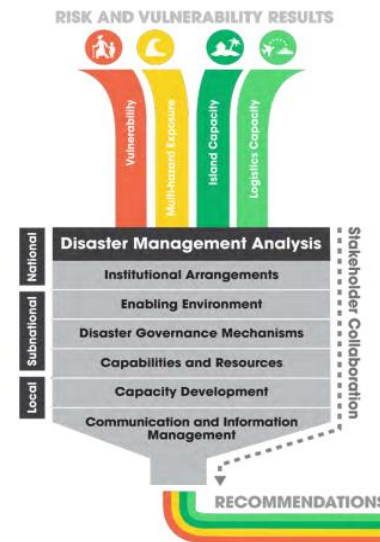 RISK AND VULNERABILITY RESULTS
Vulnerability
Multi-hazard Exposure
Island Capacity
Logistics Capacity
National
Subnational
Local
Disaster Management Analysis
Institutional Arrangements
Enabling Environment
Disaster Governance Mechanisms
Capabilities and Resources
Capacity Development
Communication and Information
Management
Stakeholder Collaboration
RECOMMENDATIONS